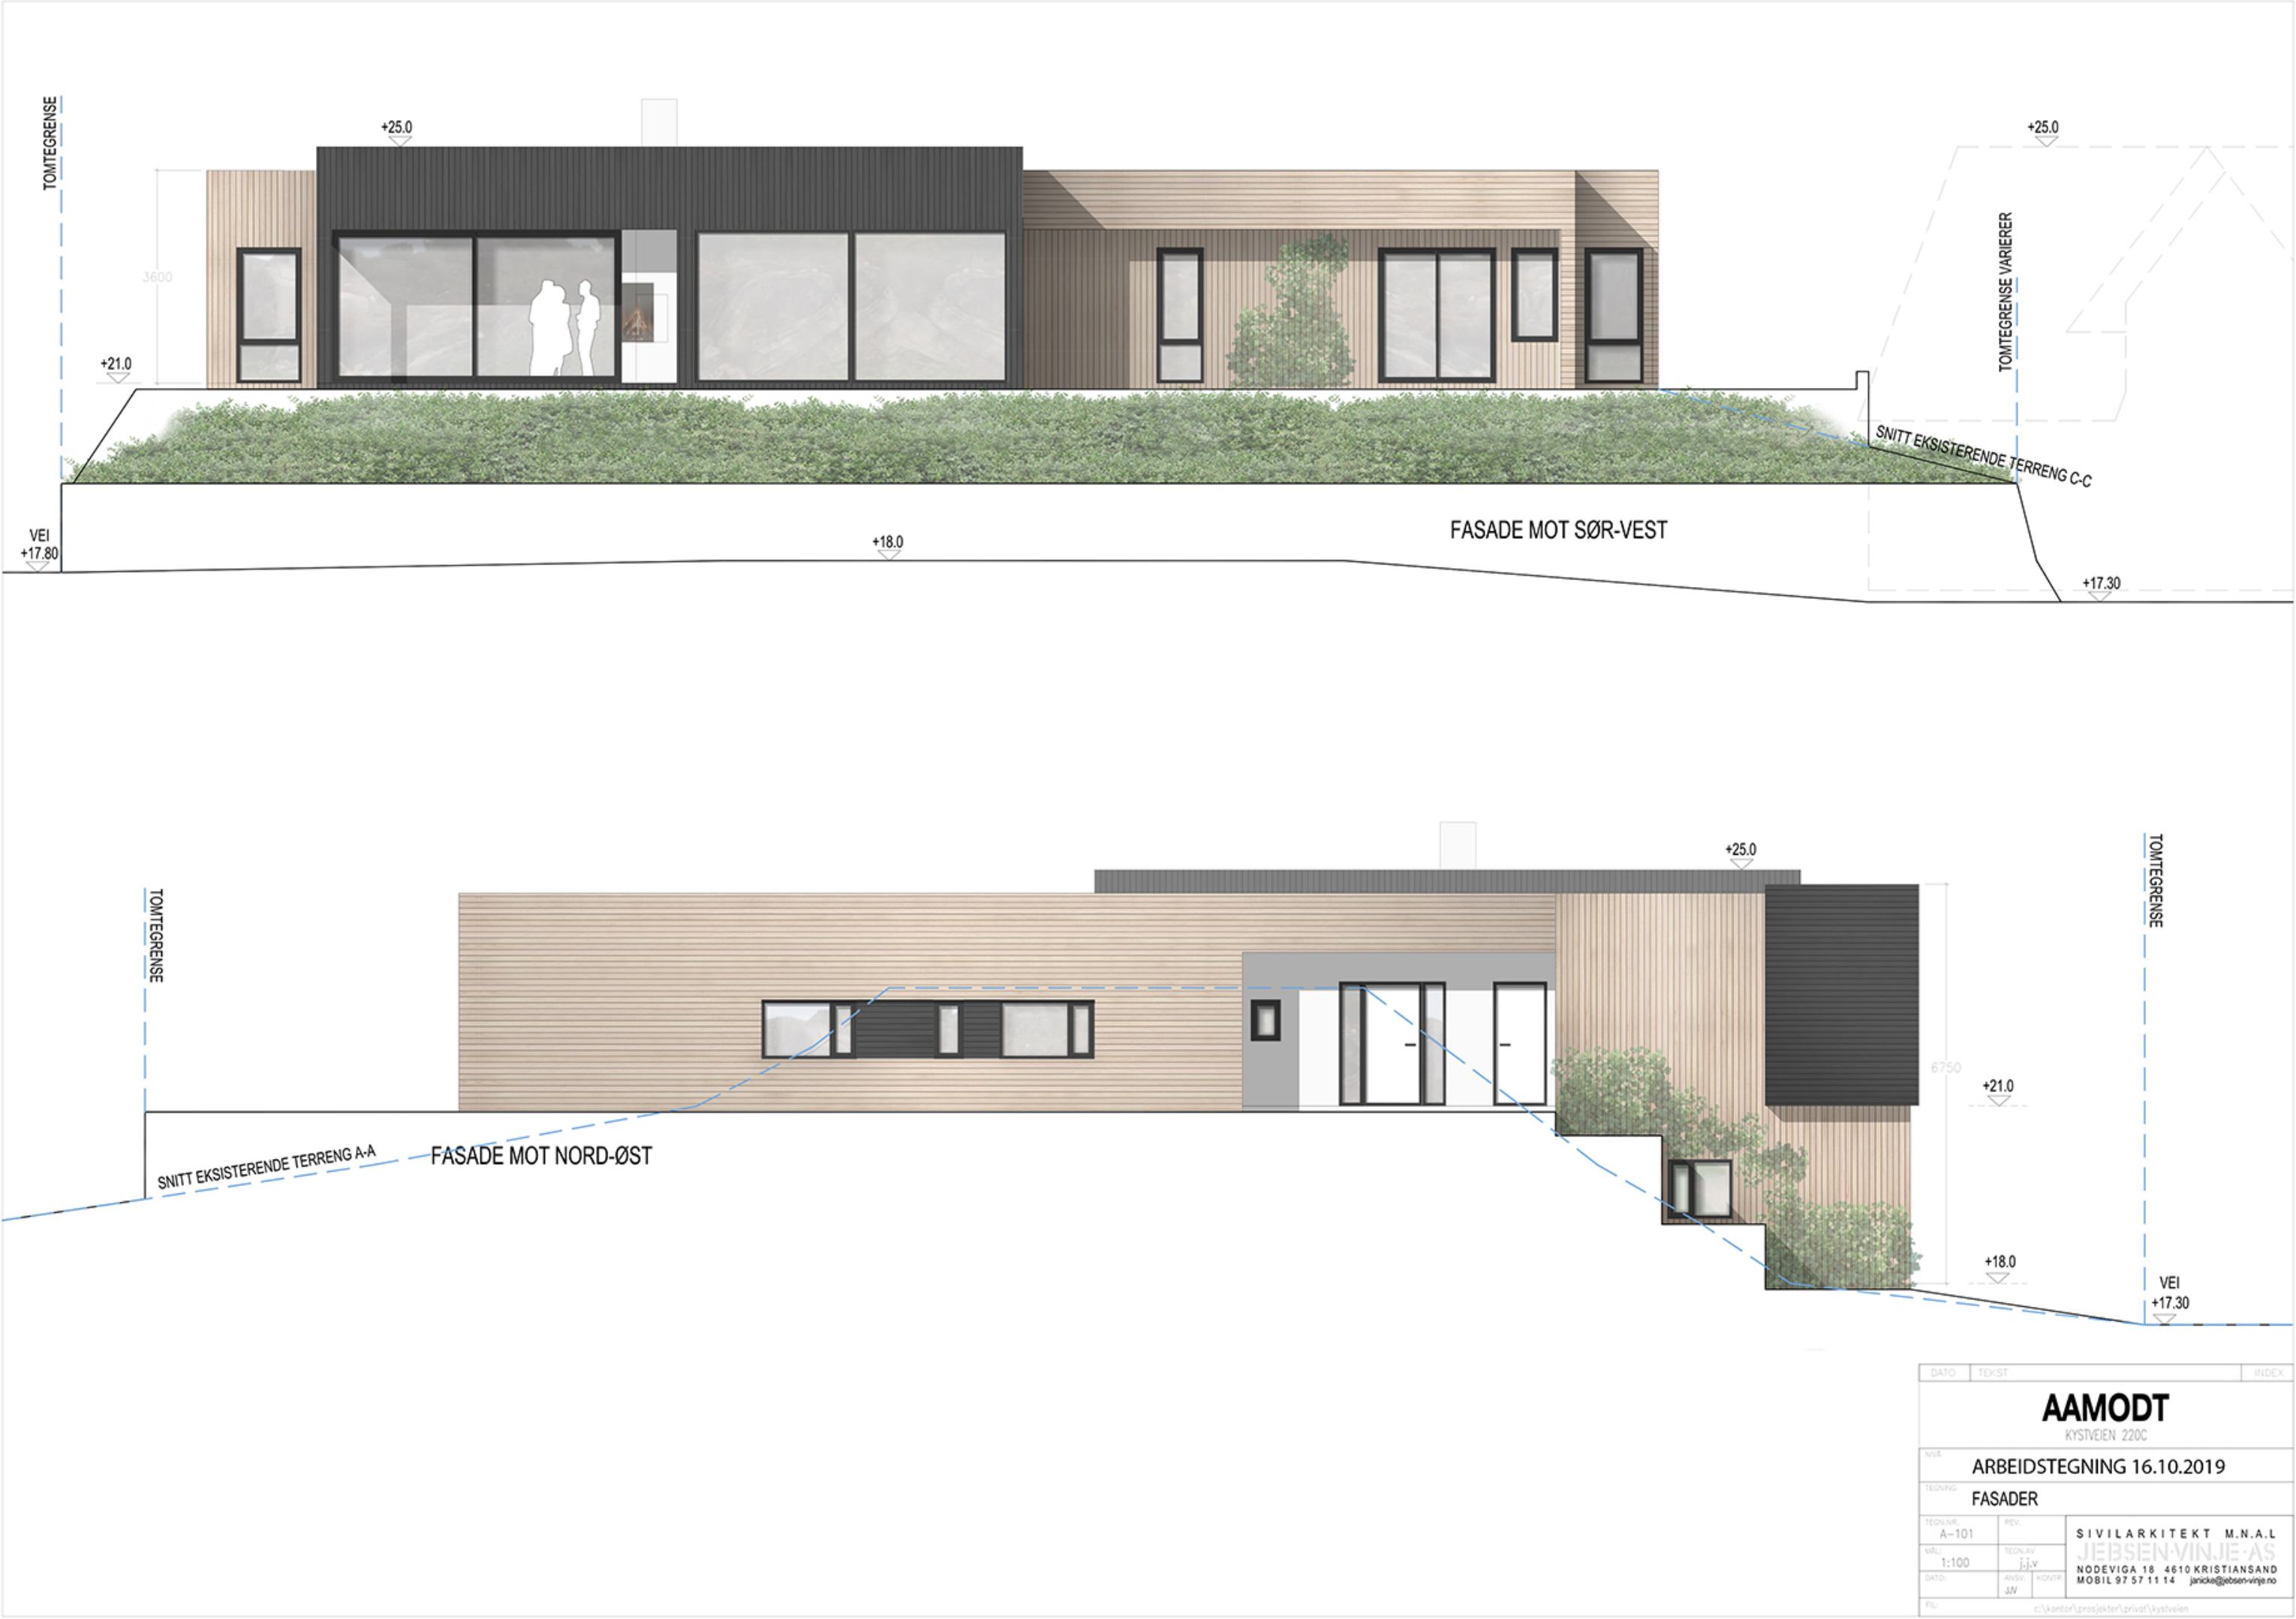 TOMTEGRENSE
+25.0
+25.0
TOMTEGRENSE VARIERER
3600
+21.0
SNITT EKSISTERENDE TERRENG C-C
VEI
+17.80
+18.0
FASADE MOT SØR-VEST
+17.30
TOMTEGRENSE
+25.0
TOMTEGRENSE
6750
+21.0
SNITT EKSISTERENDE TERRENG A-A
FASADE MOT NORD-ØST
+18.0
VEI
+17.30
DATO TEKST INDEX
AAMODT
KYSTVEIEN 220C
NIVÅ
ARBEIDSTEGNING 16.10.2019
TEGNING
FASADER
TEGN.NR. REV.
A-101
SIVILARKITEKT M.N.A.L
JEBSEN·VINJE·AS
MÅL: TEGN.AV
1:100 j.j.v
NODEVIGA 18 4610 KRISTIANSAND
MOBIL 97 57 11 14 janicke@jebsen-vinje.no
DATO: ANSV. KONTR.
JJV
FIL: c:\kontor\prosjekter\privat\kystveien